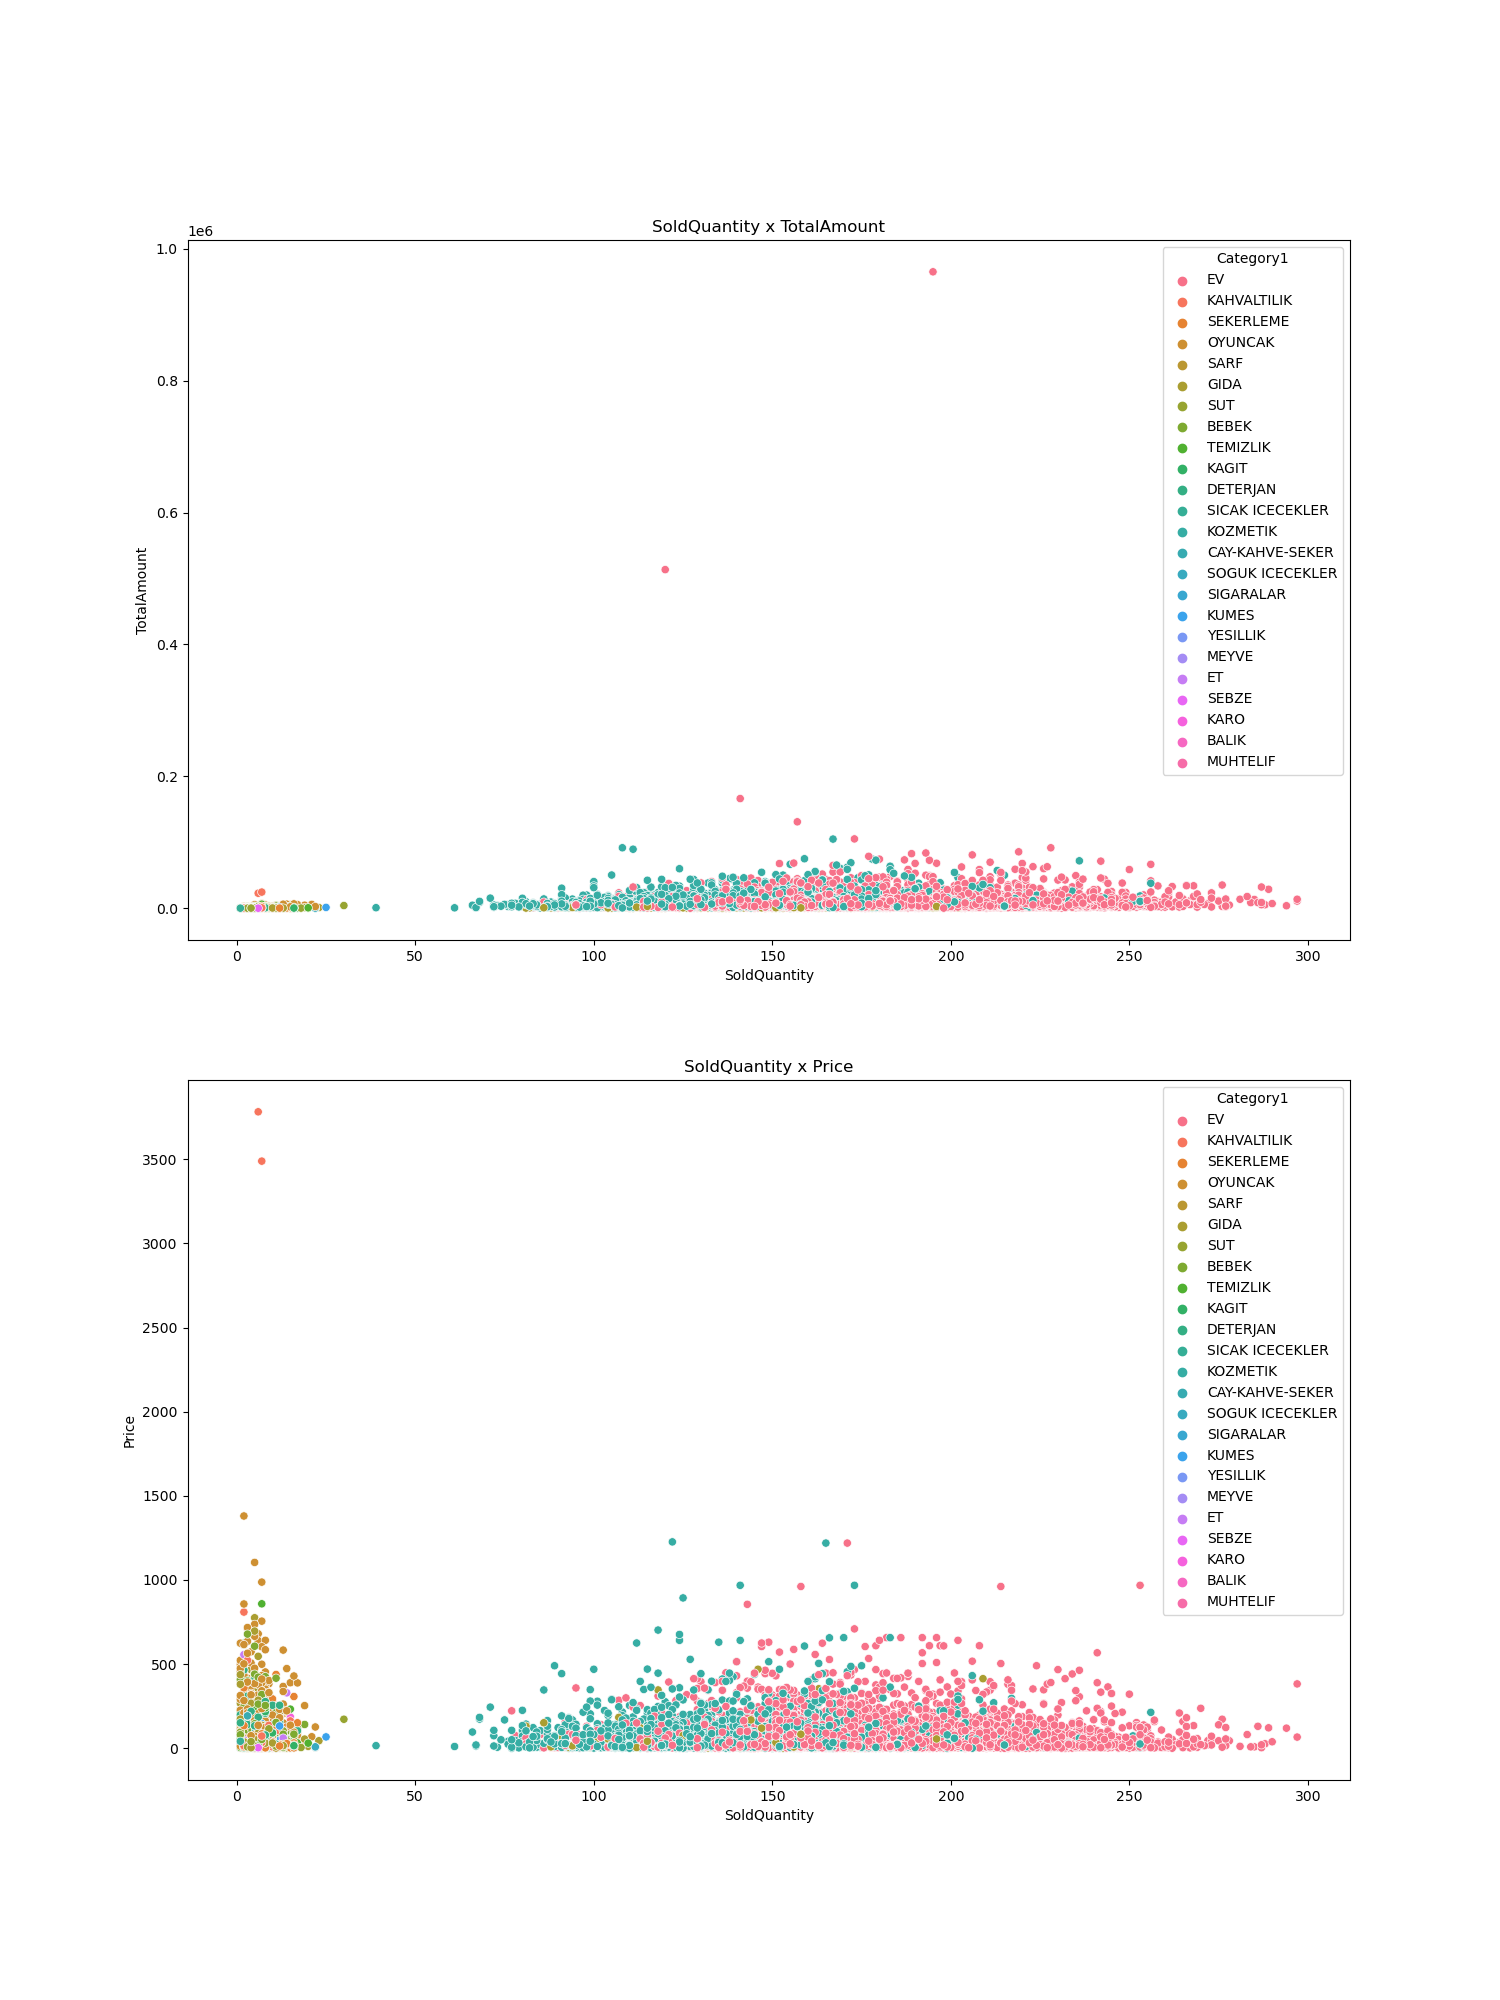 SoldQuantity x TotalAmount
1e6
1.0
0.8
0.6
0.4
0.2
0.0
TotalAmount
0 50 100 150 200 250 300
SoldQuantity
Category1
EV
KAHVALTILIK
SEKERLEME
OYUNCAK
SARF
GIDA
SUT
BEBEK
TEMIZLIK
KAGIT
DETERJAN
SICAK ICECEKLER
KOZMETIK
CAY-KAHVE-SEKER
SOGUK ICECEKLER
SIGARALAR
KUMES
YESILLIK
MEYVE
ET
SEBZE
KARO
BALIK
MUHTELIF
SoldQuantity x Price
3500
3000
2500
2000
1500
1000
500
0
Price
0 50 100 150 200 250 300
SoldQuantity
Category1
EV
KAHVALTILIK
SEKERLEME
OYUNCAK
SARF
GIDA
SUT
BEBEK
TEMIZLIK
KAGIT
DETERJAN
SICAK ICECEKLER
KOZMETIK
CAY-KAHVE-SEKER
SOGUK ICECEKLER
SIGARALAR
KUMES
YESILLIK
MEYVE
ET
SEBZE
KARO
BALIK
MUHTELIF